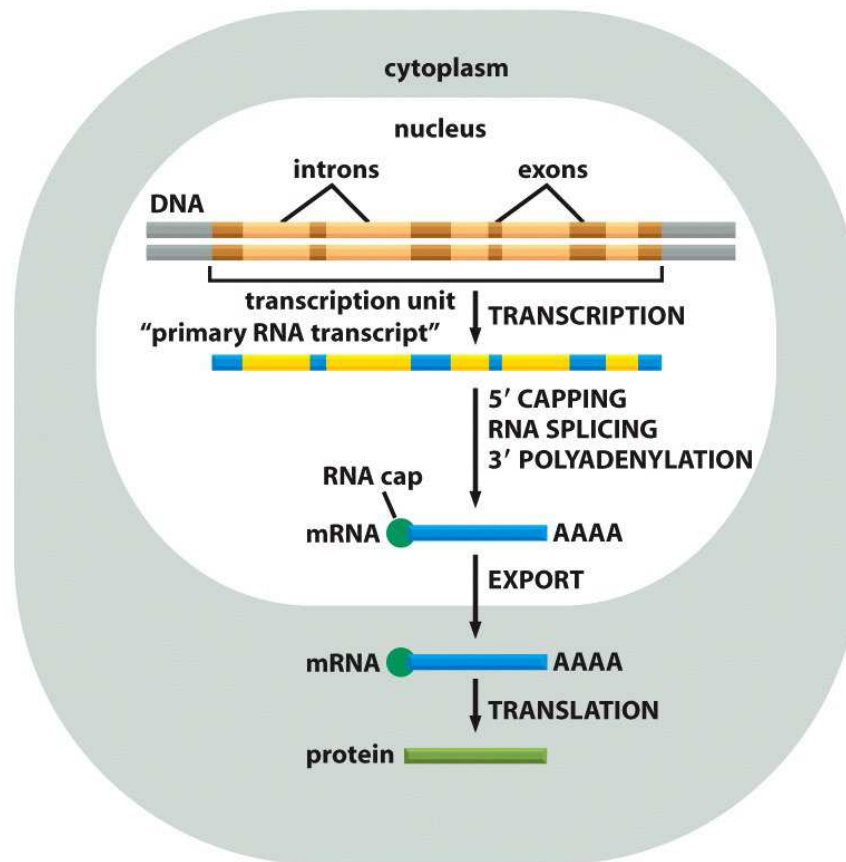 cytoplasm
nucleus
introns
exons
DNA
transcription unit
“primary RNA transcript”
TRANSCRIPTION
5′ CAPPING
RNA SPLICING
3′ POLYADENYLATION
RNA cap
mRNA
AAAA
EXPORT
mRNA
AAAA
TRANSLATION
protein